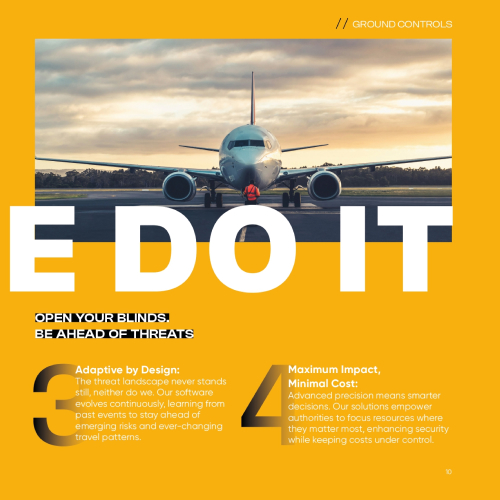 // GROUND CONTROLS
E DO IT
OPEN YOUR BLINDS.
BE AHEAD OF THREATS
3
Adaptive by Design:
The threat landscape never stands
still, neither do we. Our software
evolves continuously, learning from
past events to stay ahead of
emerging risks and ever-changing
travel patterns.
4
Maximum Impact,
Minimal Cost:
Advanced precision means smarter
decisions. Our solutions empower
authorities to focus resources where
they matter most, enhancing security
while keeping costs under control.